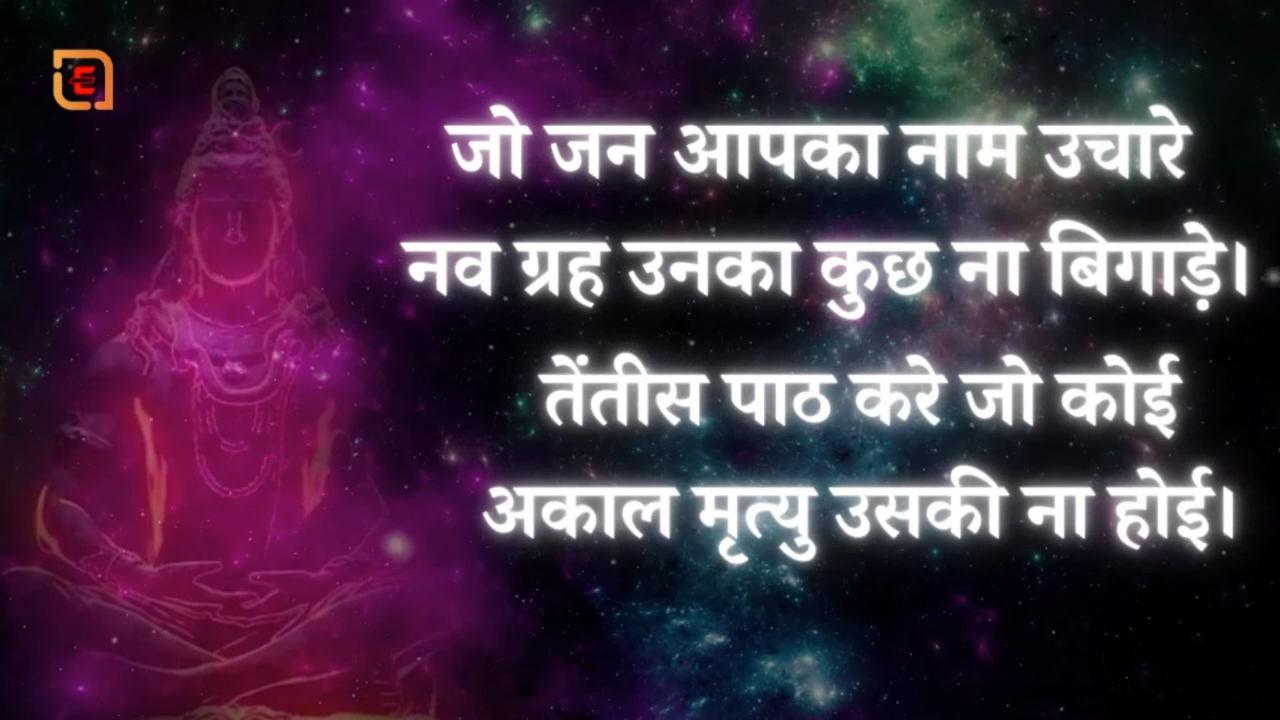 E
जो जन आपका नाम उचारे
नव ग्रह उनका कुछ ना बिगाड़े।
तेंतीस पाठ करे जो कोई
अकाल मृत्यु उसकी ना होई।